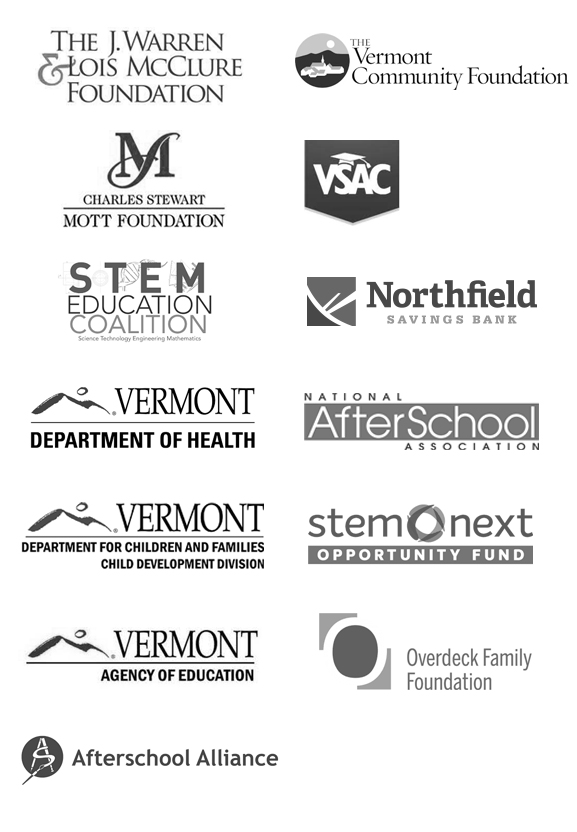 THE J. WARREN
& LOIS MCCLURE
FOUNDATION
THE
Vermont
Community Foundation
M
CHARLES STEWART
MOTT FOUNDATION
VSAC
STEM
EDUCATION
COALITION
Science Technology Engineering Mathematics
Northfield
SAVINGS BANK
VERMONT
DEPARTMENT OF HEALTH
NATIONAL
AfterSchool
ASSOCIATION
VERMONT
DEPARTMENT FOR CHILDREN AND FAMILIES
CHILD DEVELOPMENT DIVISION
stem next
OPPORTUNITY FUND
VERMONT
AGENCY OF EDUCATION
Overdeck Family
Foundation
Afterschool Alliance